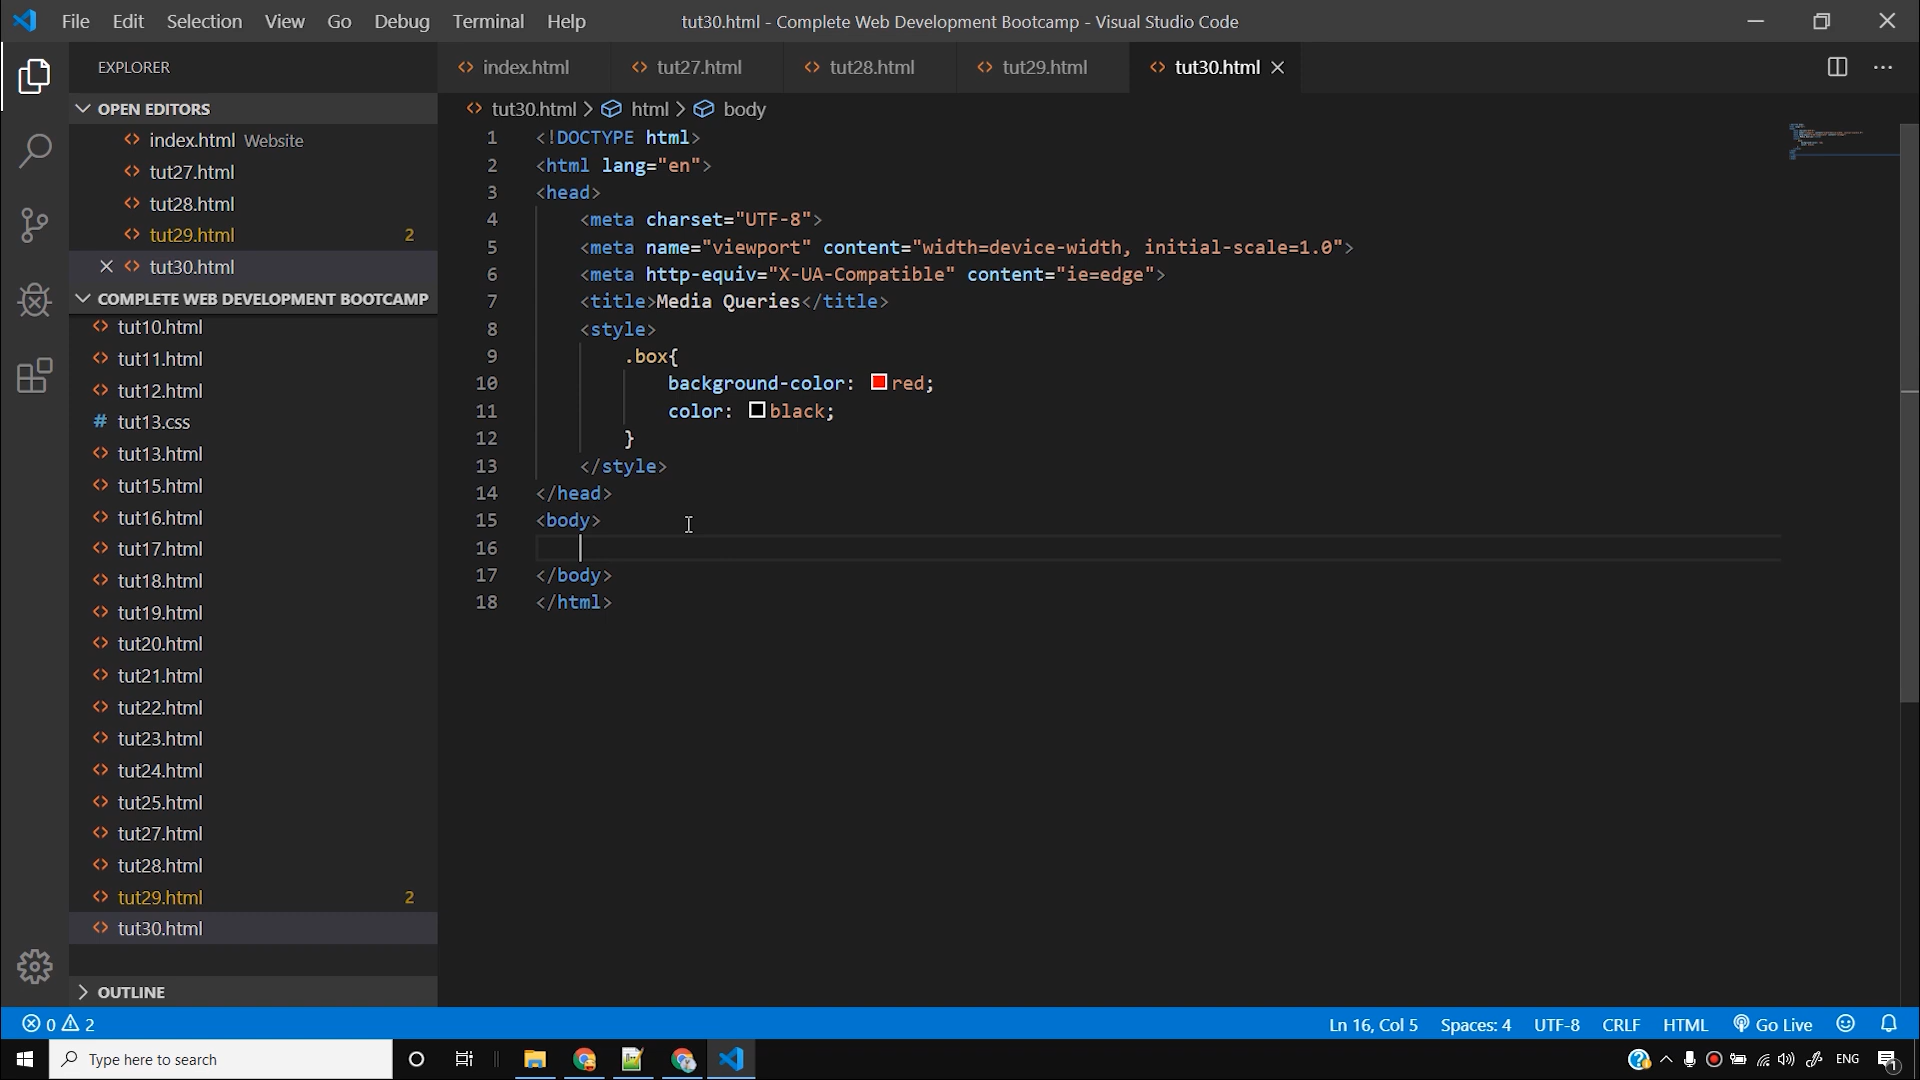 File Edit Selection View Go Debug Terminal Help tut30.html - Complete Web Development Bootcamp - Visual Studio Code
EXPLORER
OPEN EDITORS
index.html Website
tut27.html
tut28.html
tut29.html 2
tut30.html
COMPLETE WEB DEVELOPMENT BOOTCAMP
tut10.html
tut11.html
tut12.html
# tut13.css
tut13.html
tut15.html
tut16.html
tut17.html
tut18.html
tut19.html
tut20.html
tut21.html
tut22.html
tut23.html
tut24.html
tut25.html
tut27.html
tut28.html
tut29.html 2
tut30.html
OUTLINE
index.html tut27.html tut28.html tut29.html tut30.html
tut30.html > html > body
1 <!DOCTYPE html>
2 <html lang="en">
3 <head>
4 <meta charset="UTF-8">
5 <meta name="viewport" content="width=device-width, initial-scale=1.0">
6 <meta http-equiv="X-UA-Compatible" content="ie=edge">
7 <title>Media Queries</title>
8 <style>
9 .box{
10 background-color: red;
11 color: black;
12 }
13 </style>
14 </head>
15 <body>
16
17 </body>
18 </html>
0 2 Ln 16, Col 5 Spaces: 4 UTF-8 CRLF HTML Go Live
Type here to search ENG 1